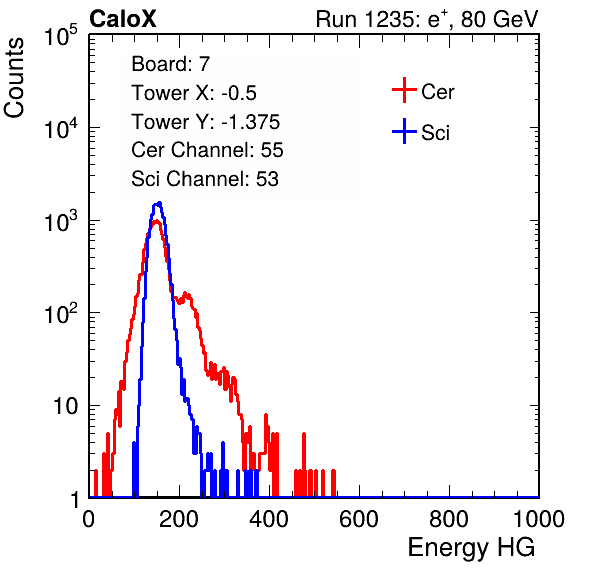 CaloX Run 1235: e⁺, 80 GeV
10⁵
Board: 7
Tower X: -0.5
Tower Y: -1.375
Cer Channel: 55
Sci Channel: 53
Cer
Sci
Counts
10⁴
10³
10²
10
1
0 200 400 600 800 1000
Energy HG